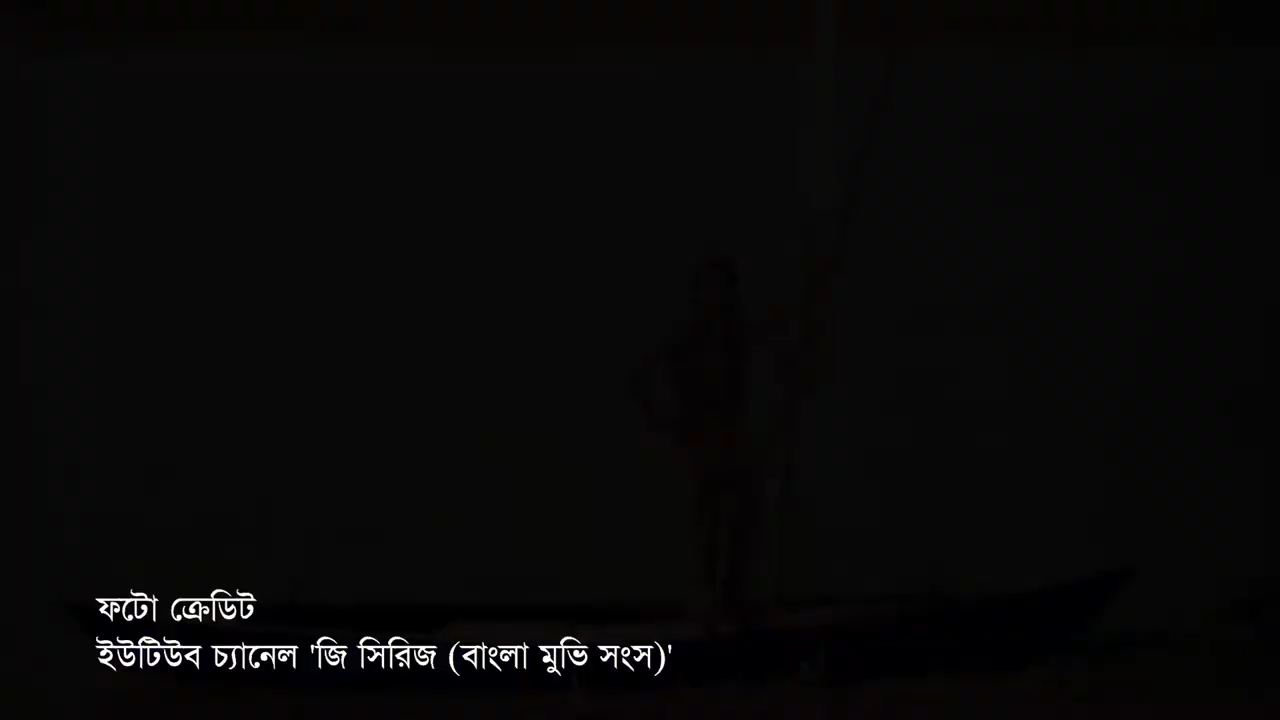 ফটো ক্রেডিট
ইউটিউব চ্যানেল 'জি সিরিজ (বাংলা মুভি সংস)'